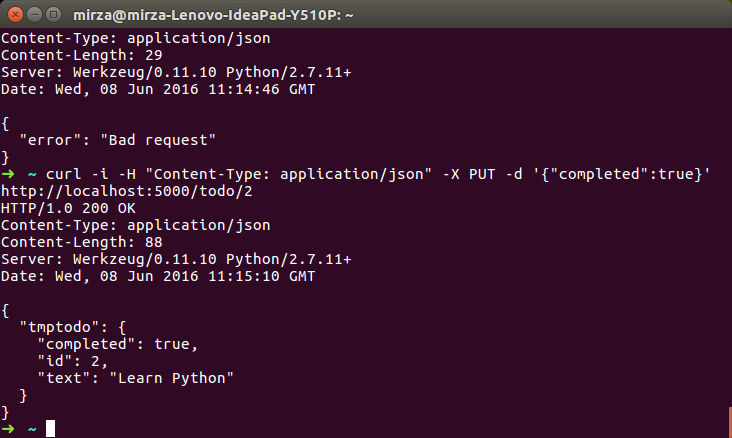 mirza@mirza-Lenovo-IdeaPad-Y510P: ~
Content-Type: application/json
Content-Length: 29
Server: Werkzeug/0.11.10 Python/2.7.11+
Date: Wed, 08 Jun 2016 11:14:46 GMT

{
  "error": "Bad request"
}
➜  ~ curl -i -H "Content-Type: application/json" -X PUT -d '{"completed":true}'
http://localhost:5000/todo/2
HTTP/1.0 200 OK
Content-Type: application/json
Content-Length: 88
Server: Werkzeug/0.11.10 Python/2.7.11+
Date: Wed, 08 Jun 2016 11:15:10 GMT

{
  "tmptodo": {
    "completed": true,
    "id": 2,
    "text": "Learn Python"
  }
}
➜  ~